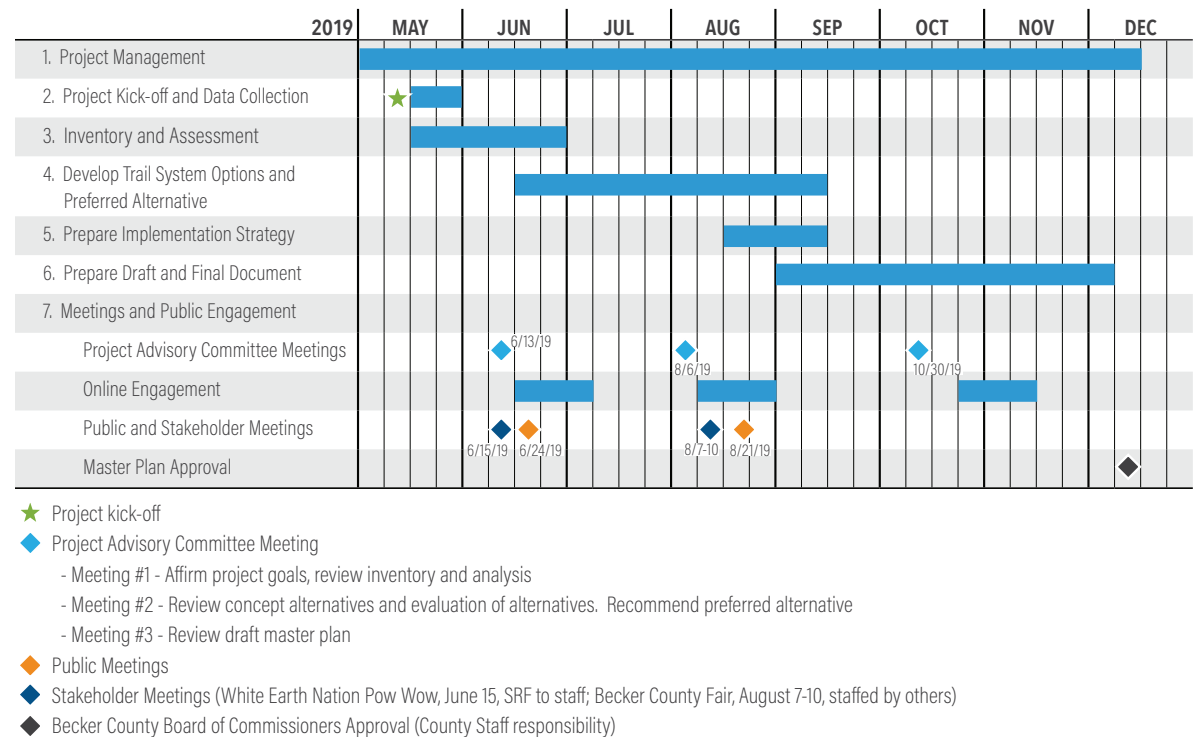 2019 MAY JUN JUL AUG SEP OCT NOV DEC
1. Project Management
2. Project Kick-off and Data Collection
3. Inventory and Assessment
4. Develop Trail System Options and
Preferred Alternative
5. Prepare Implementation Strategy
6. Prepare Draft and Final Document
7. Meetings and Public Engagement
6/13/19
Project Advisory Committee Meetings
8/6/19 10/30/19
Online Engagement
Public and Stakeholder Meetings
6/15/19 6/24/19 8/7-10 8/21/19
Master Plan Approval
Project kick-off
Project Advisory Committee Meeting
- Meeting #1 - Affirm project goals, review inventory and analysis
- Meeting #2 - Review concept alternatives and evaluation of alternatives. Recommend preferred alternative
- Meeting #3 - Review draft master plan
Public Meetings
Stakeholder Meetings (White Earth Nation Pow Wow, June 15, SRF to staff; Becker County Fair, August 7-10, staffed by others)
Becker County Board of Commissioners Approval (County Staff responsibility)